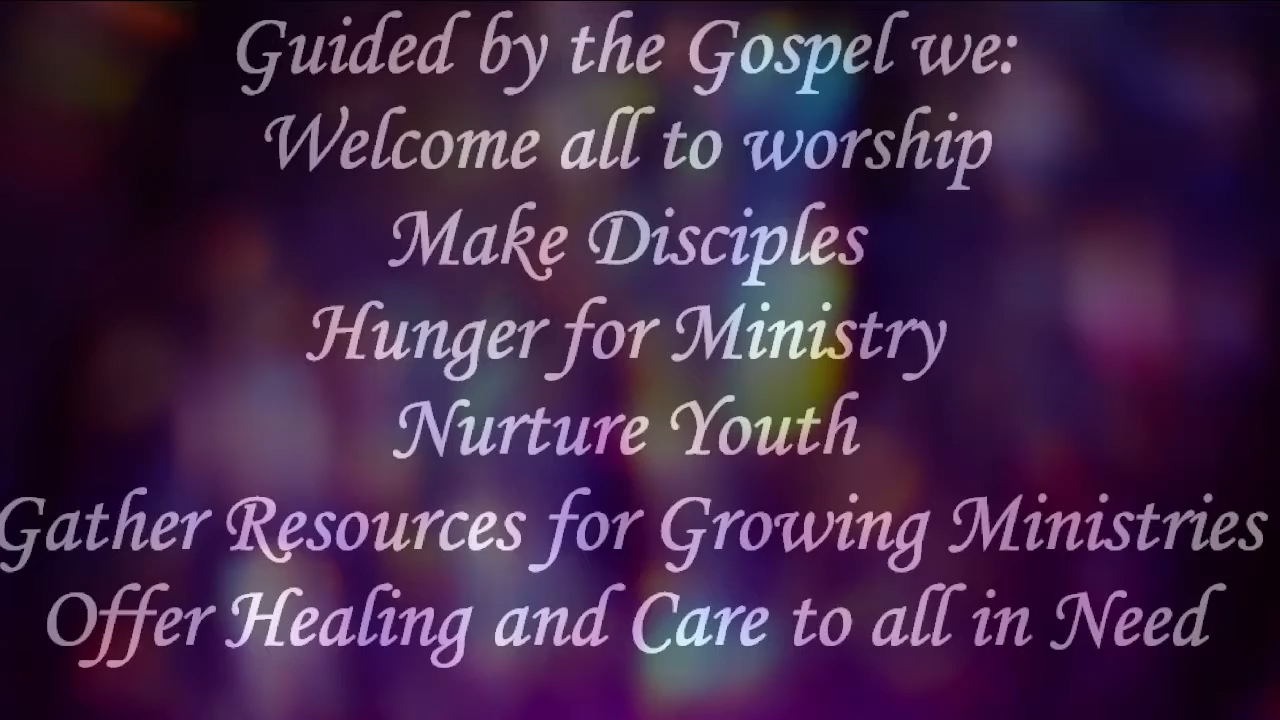 Guided by the Gospel we:
Welcome all to worship
Make Disciples
Hunger for Ministry
Nurture Youth
Gather Resources for Growing Ministries
Offer Healing and Care to all in Need